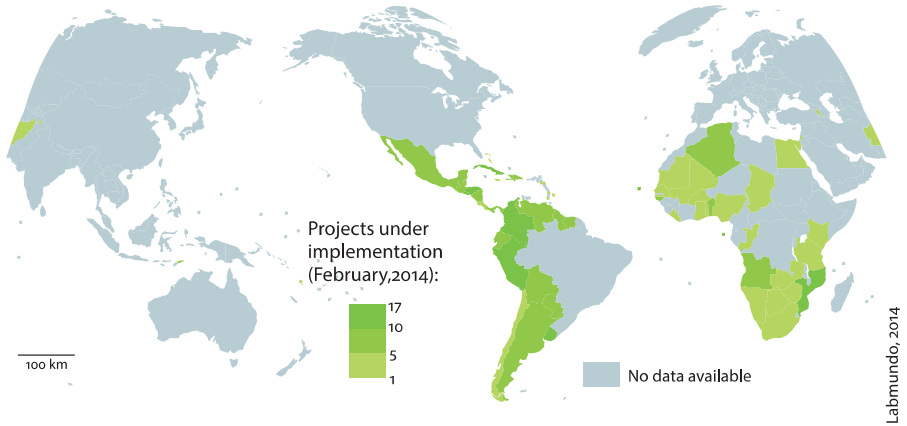 Projects under
implementation
(February,2014):
17
10
5
1
100 km
No data available
Labmundo, 2014